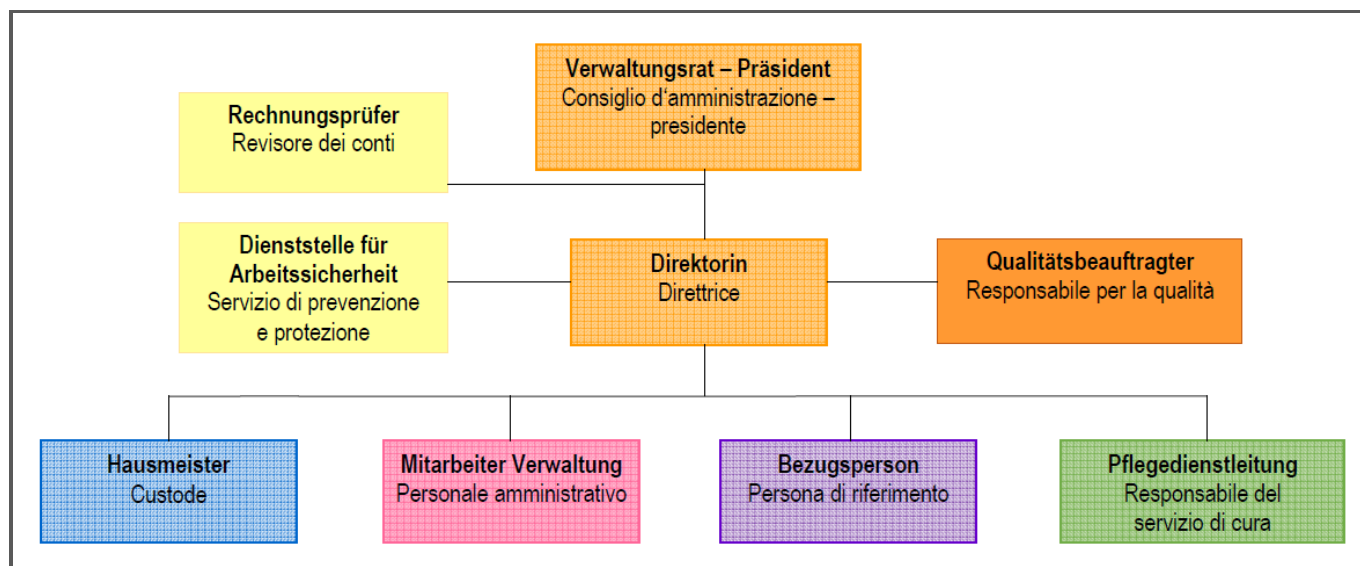 Verwaltungsrat – Präsident
Consiglio d‘amministrazione –
presidente
Rechnungsprüfer
Revisore dei conti
Dienststelle für
Arbeitssicherheit
Servizio di prevenzione
e protezione
Direktorin
Direttrice
Qualitätsbeauftragter
Responsabile per la qualità
Hausmeister
Custode
Mitarbeiter Verwaltung
Personale amministrativo
Bezugsperson
Persona di riferimento
Pflegedienstleitung
Responsabile del
servizio di cura